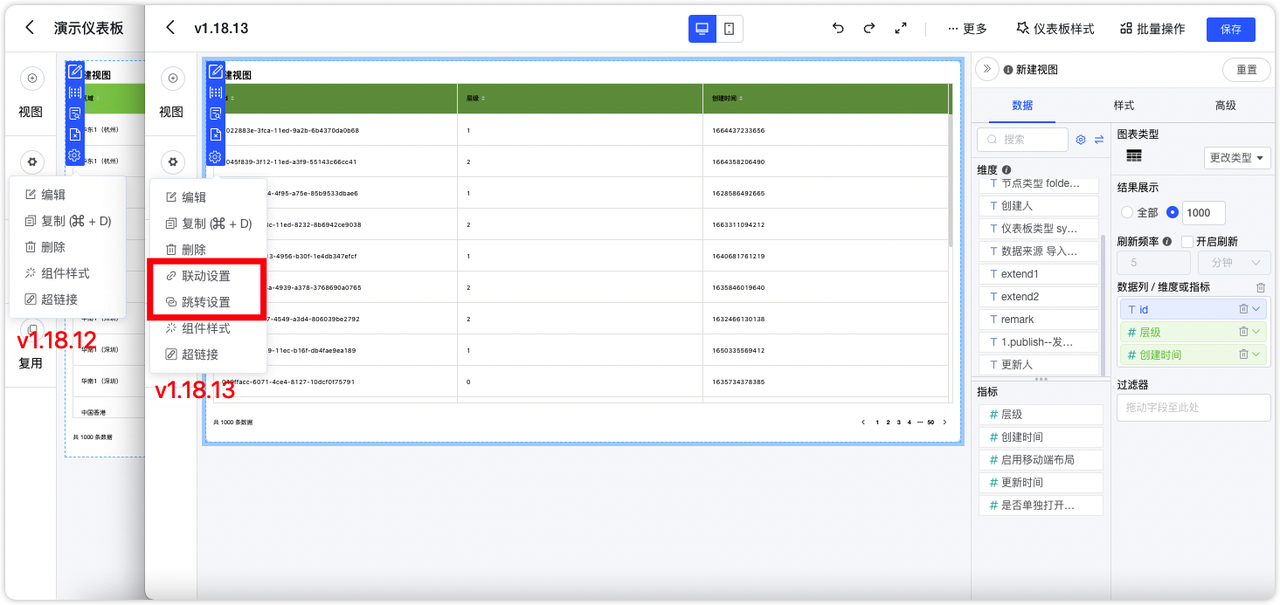 演示仪表板
视图
建视图
区域
华东1（杭州）
编辑
复制 (⌘ + D)
删除
组件样式
超链接
v1.18.12
复用
华南1（深圳）
华南1（深圳）
中国香港
共 1000 条数据
v1.18.13
更多
仪表板样式
批量操作
保存
视图
建视图
层级
创建时间
022883e-3fca-11ed-9a2b-6b4370da0b68
1
1664437233656
045f839-3f12-11ed-a3f9-55143c66cc41
2
1664358206490
4-4f95-a75e-85b9533dbae6
1
1628586492665
c-11ed-8232-8b6942ce9038
2
1663311094212
3-4956-b30f-1e4db347efcf
1
1640681761219
a-4939-a378-3768690a0765
2
1635846019640
7-4549-a3d4-806039be2792
2
1632466130138
9-11ec-b16f-db4fae9ea189
1
1650335569412
ffacc-6071-4ce4-8127-10dcf0f75791
0
1635734378385
共 1000 条数据
1 2 3 4 ··· 50
编辑
复制 (⌘ + D)
删除
联动设置
跳转设置
组件样式
超链接
v1.18.13
新建视图
重置
数据
样式
高级
搜索
维度
T 节点类型 folde...
T 创建人
T 仪表板类型 sy...
T 数据来源 导入...
T extend1
T extend2
T remark
T 1.publish--发...
T 更新人
指标
# 层级
# 创建时间
# 启用移动端布局
# 更新时间
# 是否单独打开...
图表类型
更改类型
结果展示
全部
1000
刷新频率
开启刷新
5
分钟
数据列 / 维度或指标
T id
# 层级
# 创建时间
过滤器
拖动字段至此处